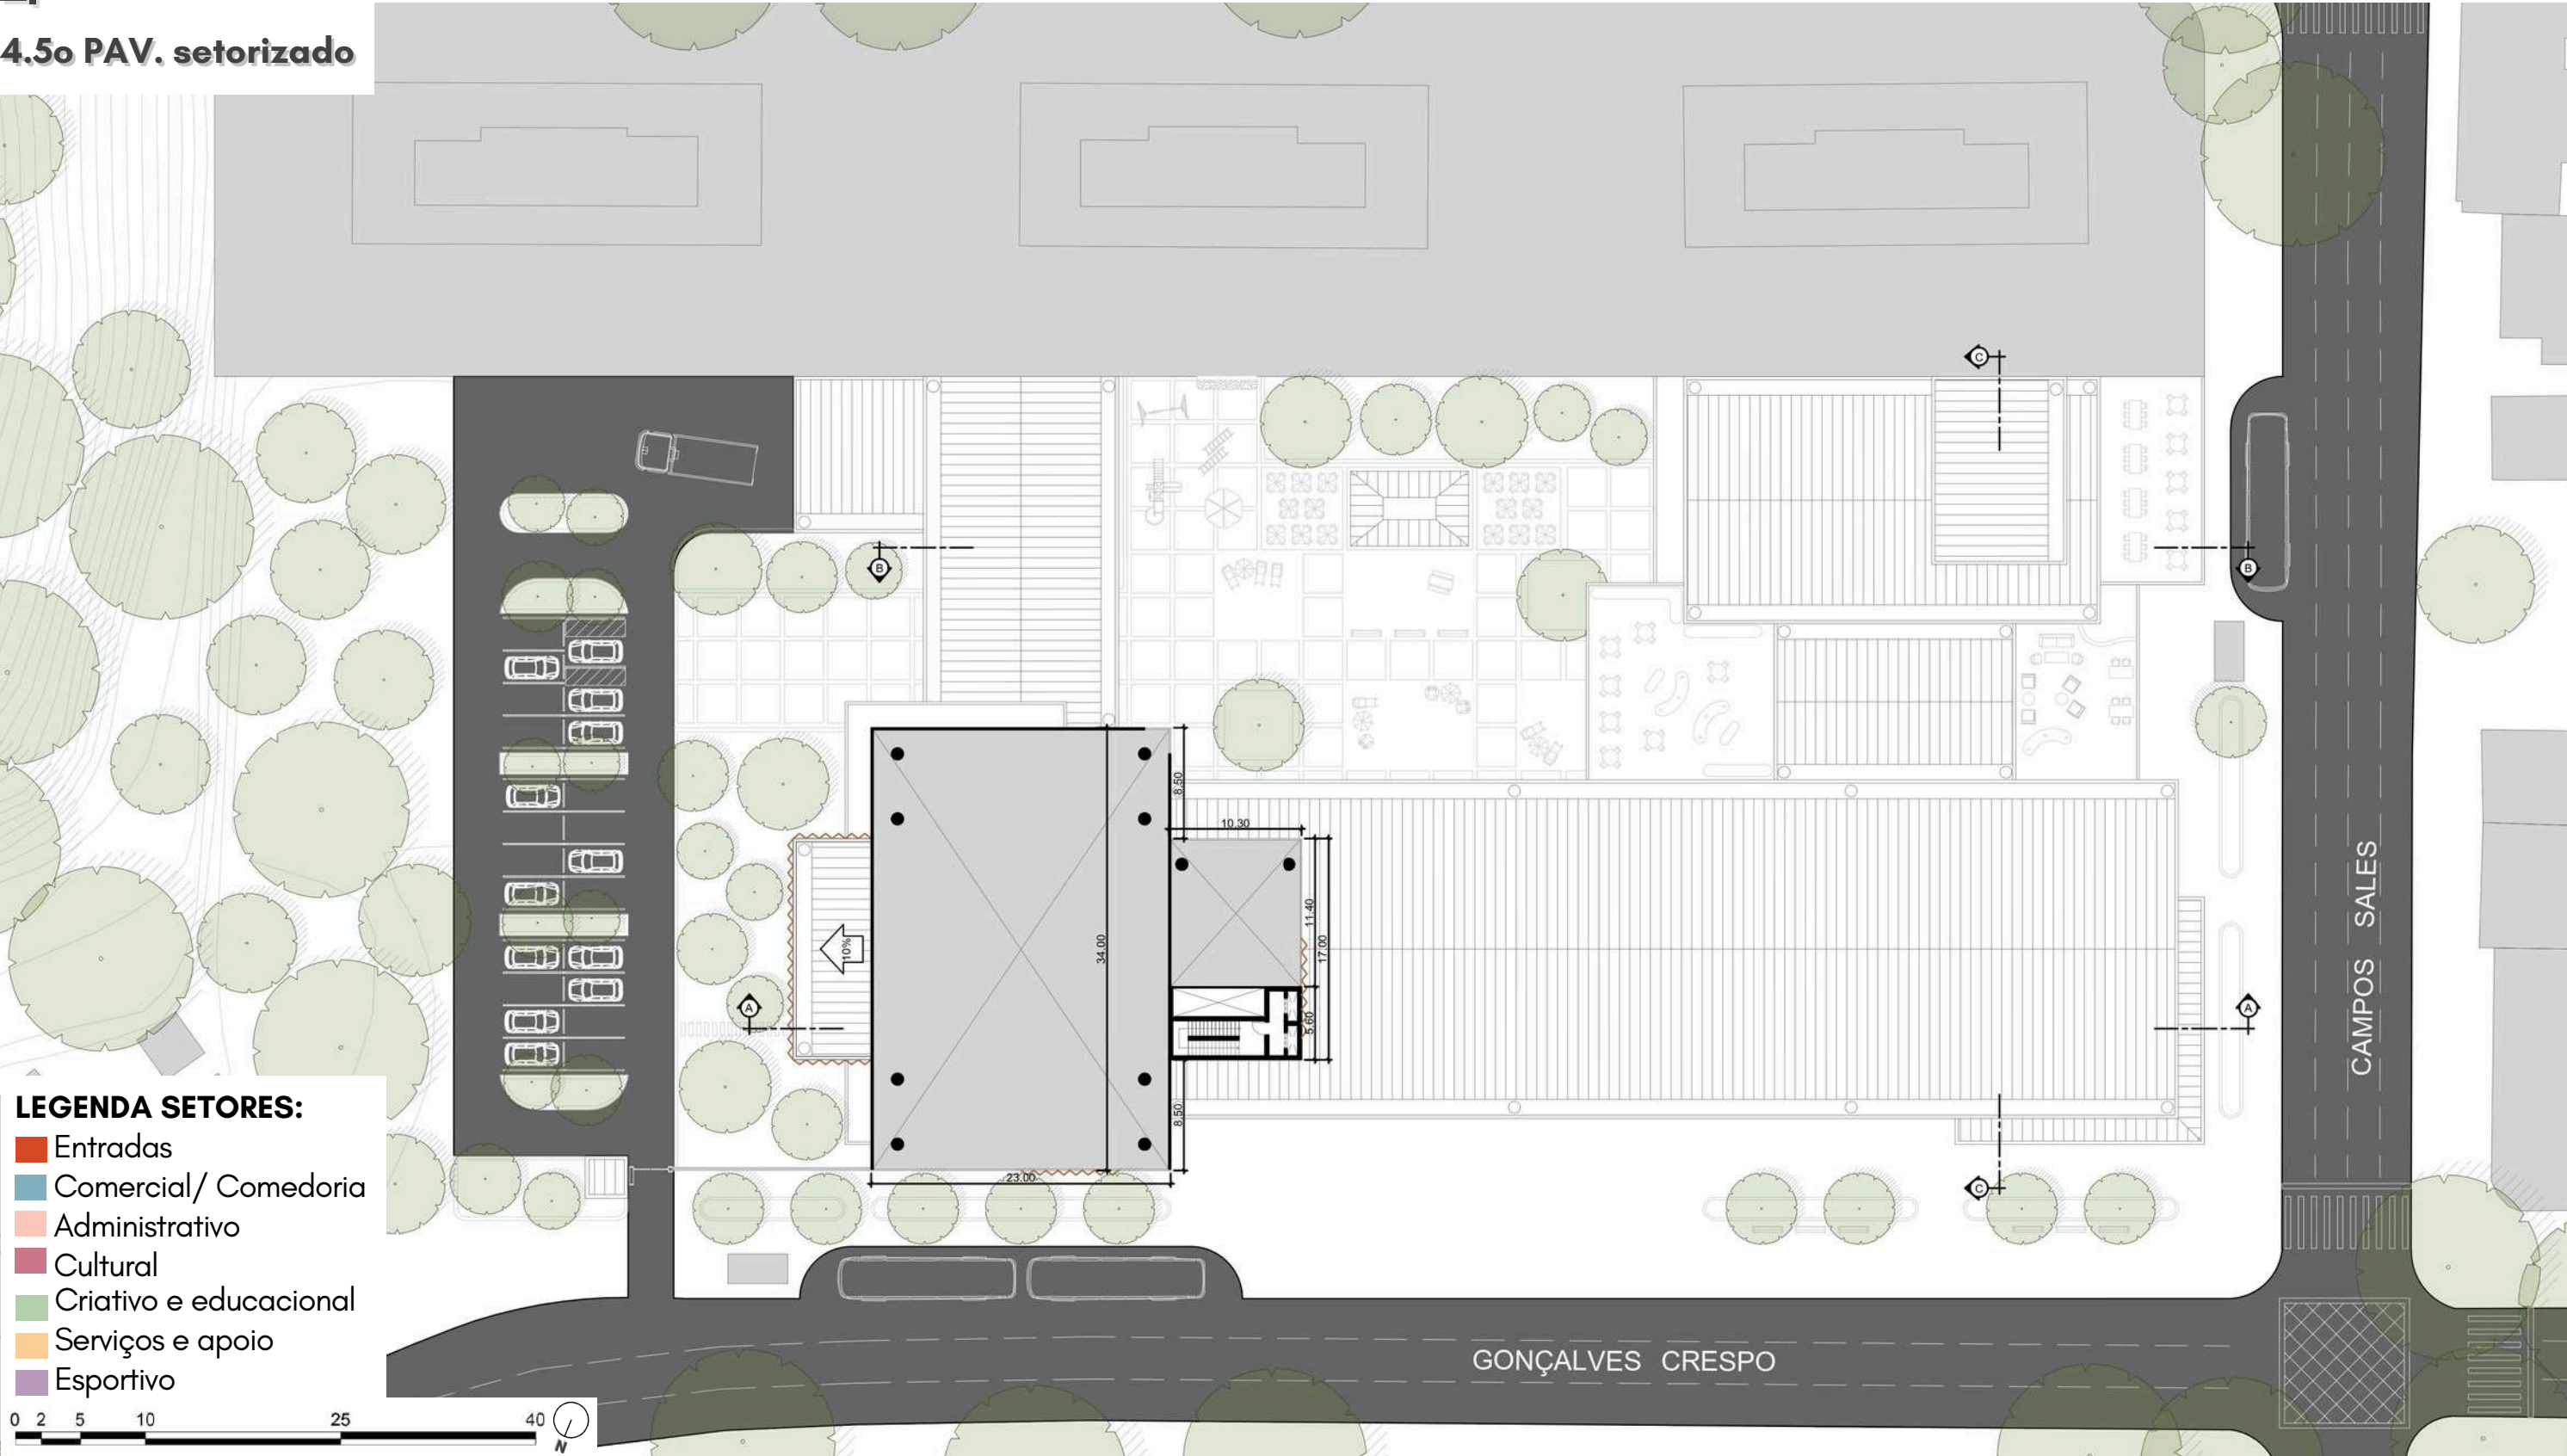 4.5o PAV. setorizado
C
B
B
8.50
10.30
11.40
17.00
34.00
10%
A
A
5.60
8.50
23.00
C
CAMPOS SALES
GONÇALVES CRESPO
LEGENDA SETORES:
Entradas
Comercial/ Comedoria
Administrativo
Cultural
Criativo e educacional
Serviços e apoio
Esportivo
0 2 5 10 25 40
N